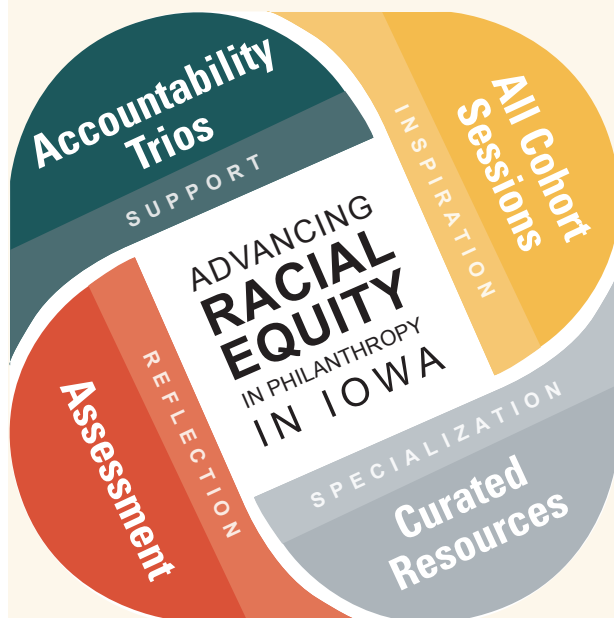 Accountability
Trios
SUPPORT
All Cohort
Sessions
INSPIRATION
ADVANCING
RACIAL
EQUITY
IN PHILANTHROPY
IN IOWA
Assessment
REFLECTION
SPECIALIZATION
Curated
Resources